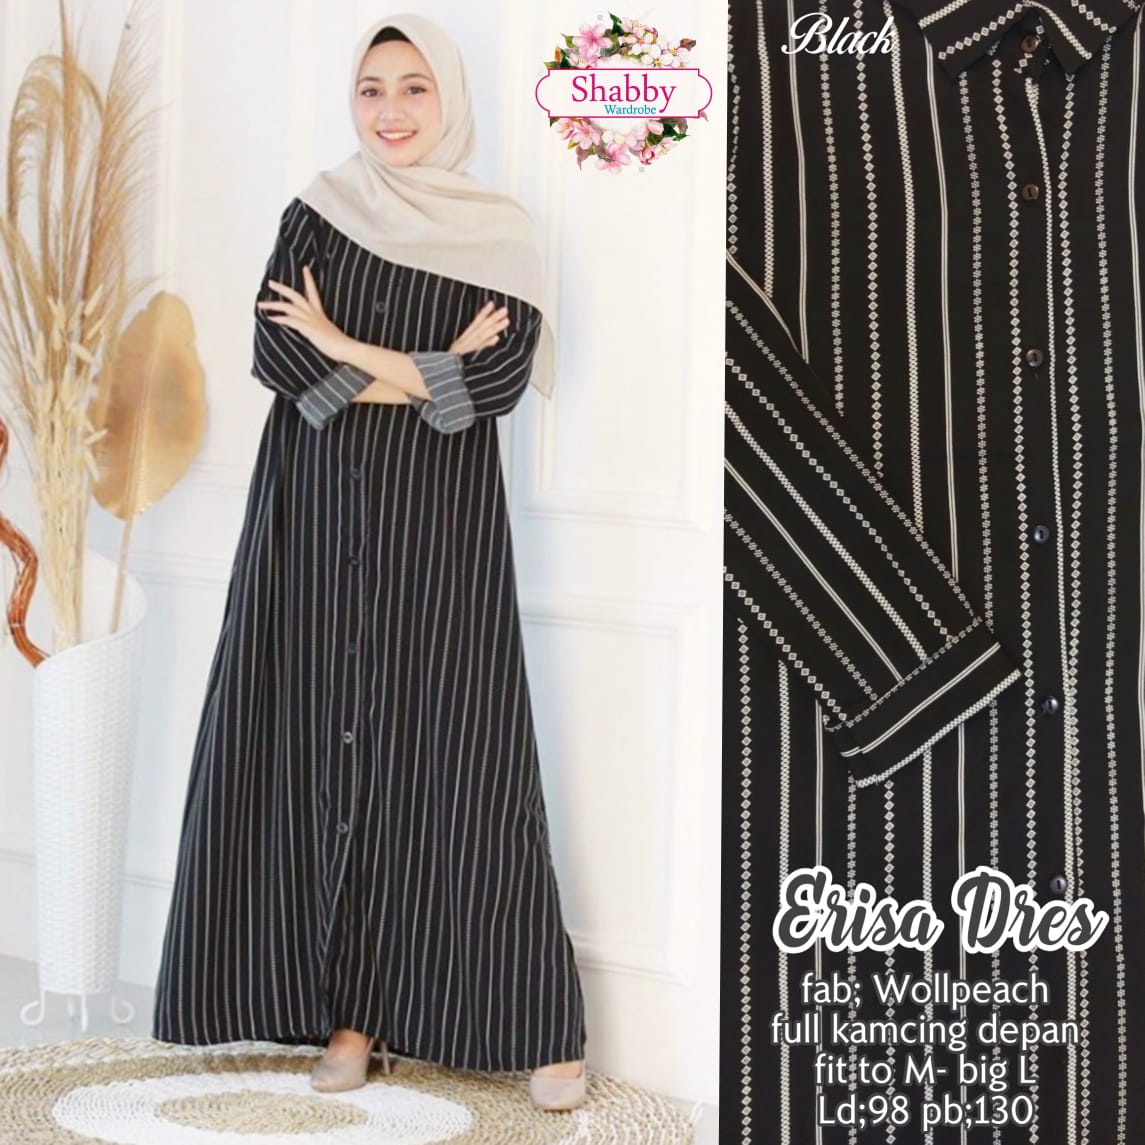 Shabby
Wardrobe
Black
Erisa Dres
fab; Wollpeach
full kamcing depan
fit to M- big L
Ld;98 pb;130